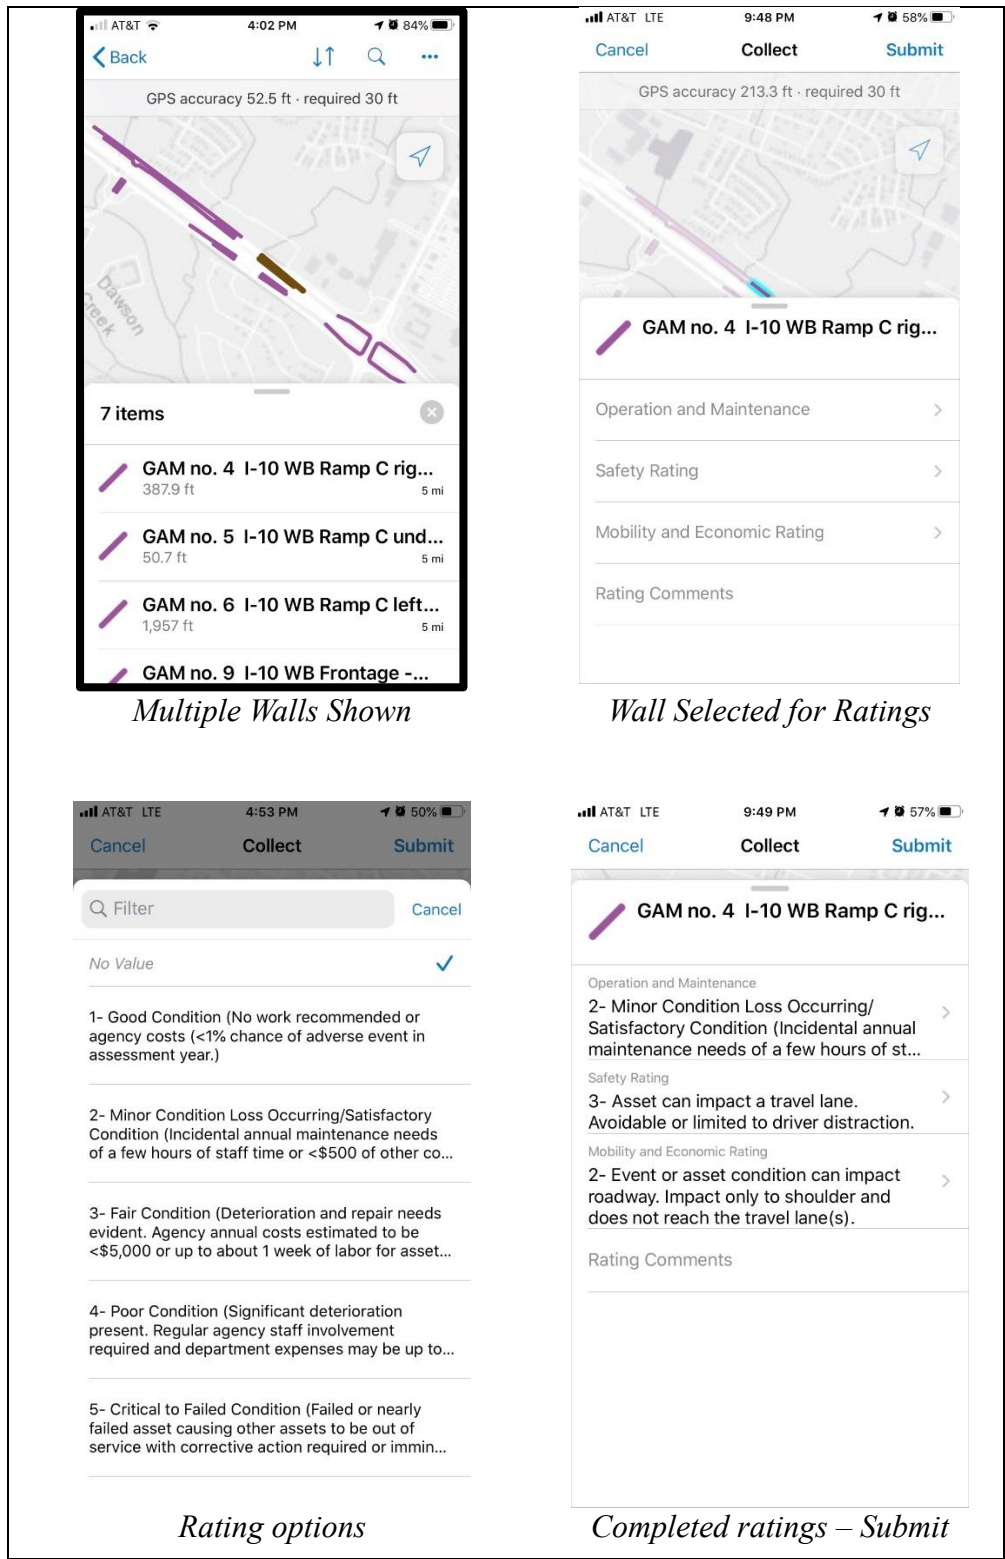 AT&T 4:02 PM 84%
Back
GPS accuracy 52.5 ft · required 30 ft
Dawson
Creek
7 items
GAM no. 4 I-10 WB Ramp C rig...
387.9 ft 5 mi
GAM no. 5 I-10 WB Ramp C und...
50.7 ft 5 mi
GAM no. 6 I-10 WB Ramp C left...
1,957 ft 5 mi
GAM no. 9 I-10 WB Frontage -...
Multiple Walls Shown
AT&T LTE 9:48 PM 58%
Cancel Collect Submit
GPS accuracy 213.3 ft · required 30 ft
GAM no. 4 I-10 WB Ramp C rig...
Operation and Maintenance
Safety Rating
Mobility and Economic Rating
Rating Comments
Wall Selected for Ratings
AT&T LTE 4:53 PM 50%
Cancel Collect Submit
Filter Cancel
No Value
1- Good Condition (No work recommended or
agency costs (<1% chance of adverse event in
assessment year.)
2- Minor Condition Loss Occurring/Satisfactory
Condition (Incidental annual maintenance needs
of a few hours of staff time or <$500 of other co...
3- Fair Condition (Deterioration and repair needs
evident. Agency annual costs estimated to be
<$5,000 or up to about 1 week of labor for asset...
4- Poor Condition (Significant deterioration
present. Regular agency staff involvement
required and department expenses may be up to...
5- Critical to Failed Condition (Failed or nearly
failed asset causing other assets to be out of
service with corrective action required or immin...
Rating options
AT&T LTE 9:49 PM 57%
Cancel Collect Submit
GAM no. 4 I-10 WB Ramp C rig...
Operation and Maintenance
2- Minor Condition Loss Occurring/
Satisfactory Condition (Incidental annual
maintenance needs of a few hours of st...
Safety Rating
3- Asset can impact a travel lane.
Avoidable or limited to driver distraction.
Mobility and Economic Rating
2- Event or asset condition can impact
roadway. Impact only to shoulder and
does not reach the travel lane(s).
Rating Comments
Completed ratings – Submit